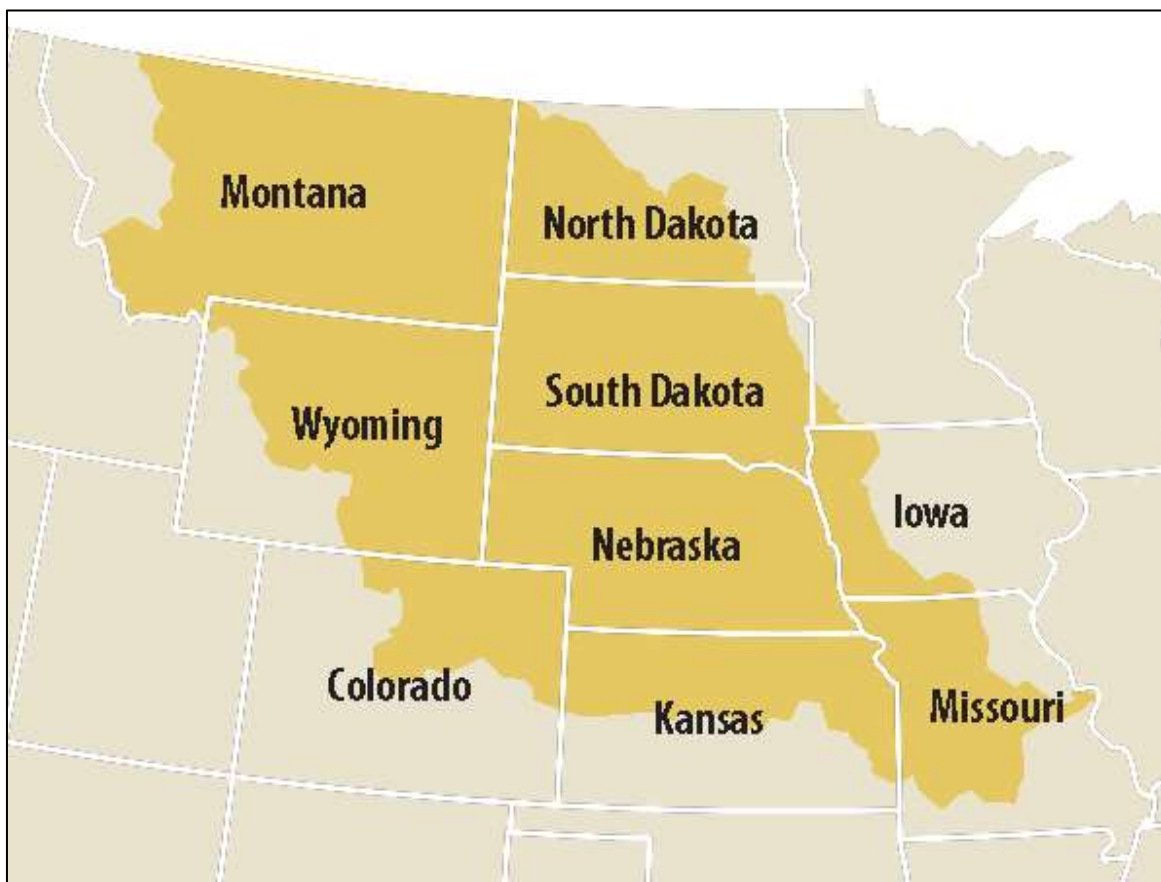 Montana
North Dakota
South Dakota
Wyoming
Iowa
Nebraska
Colorado
Kansas
Missouri